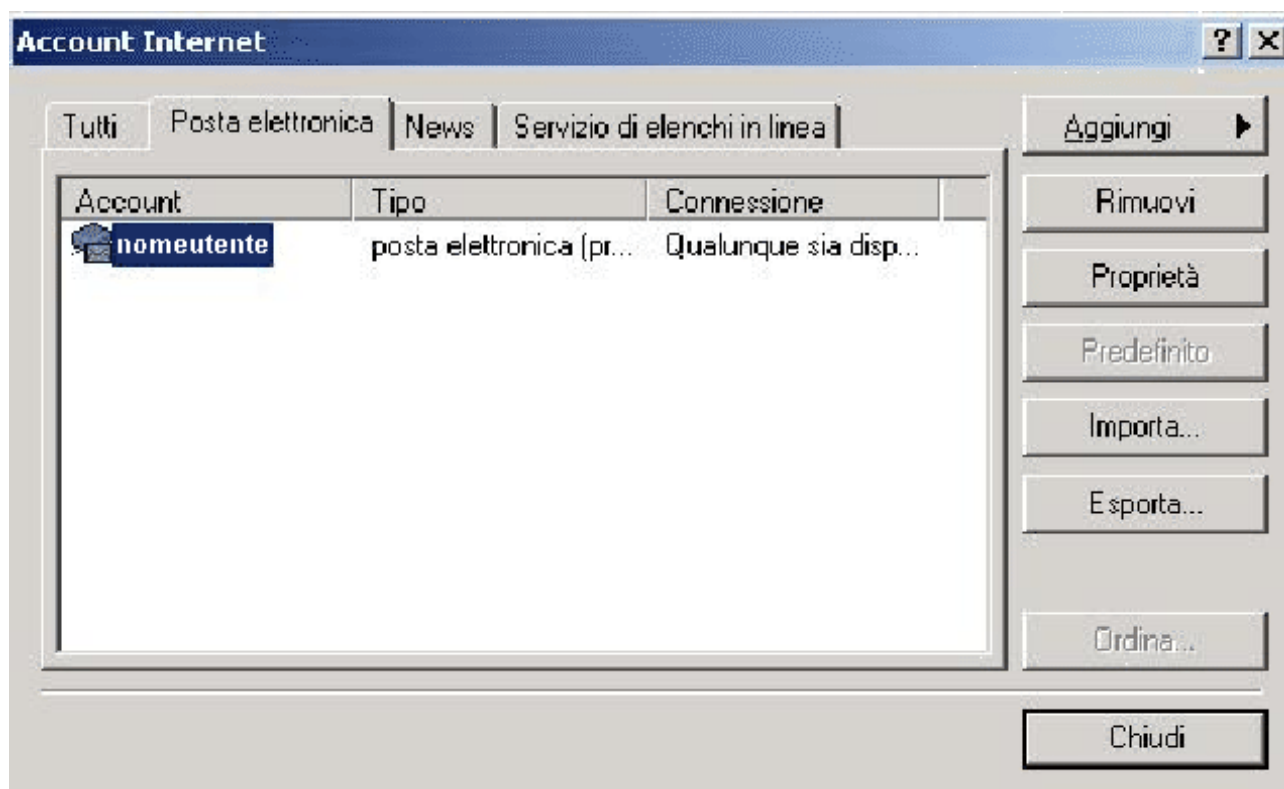 Account Internet
Tutti Posta elettronica News Servizio di elenchi in linea
Account Tipo Connessione
nomeutente posta elettronica (pr... Qualunque sia disp...
Aggiungi
Rimuovi
Proprietà
Predefinito
Importa...
Esporta...
Ordina...
Chiudi